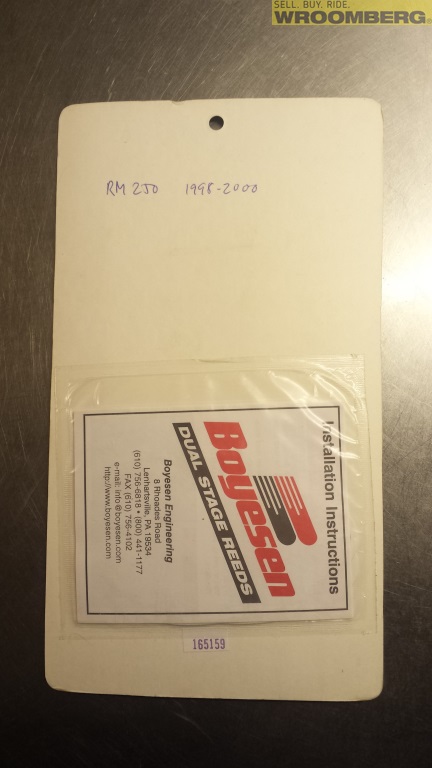 SELL. BUY. RIDE.
WROOMBERG
RM 250 1998-2000
Installation Instructions
Boyesen
DUAL STAGE REEDS
Boyesen Engineering
8 Rhoades Road
Lenhartsville, PA 19534
(610) 756-6818 • (800) 441-1177
FAX (610) 756-4102
e-mail: info@boyesen.com
http://www.boyesen.com
165159